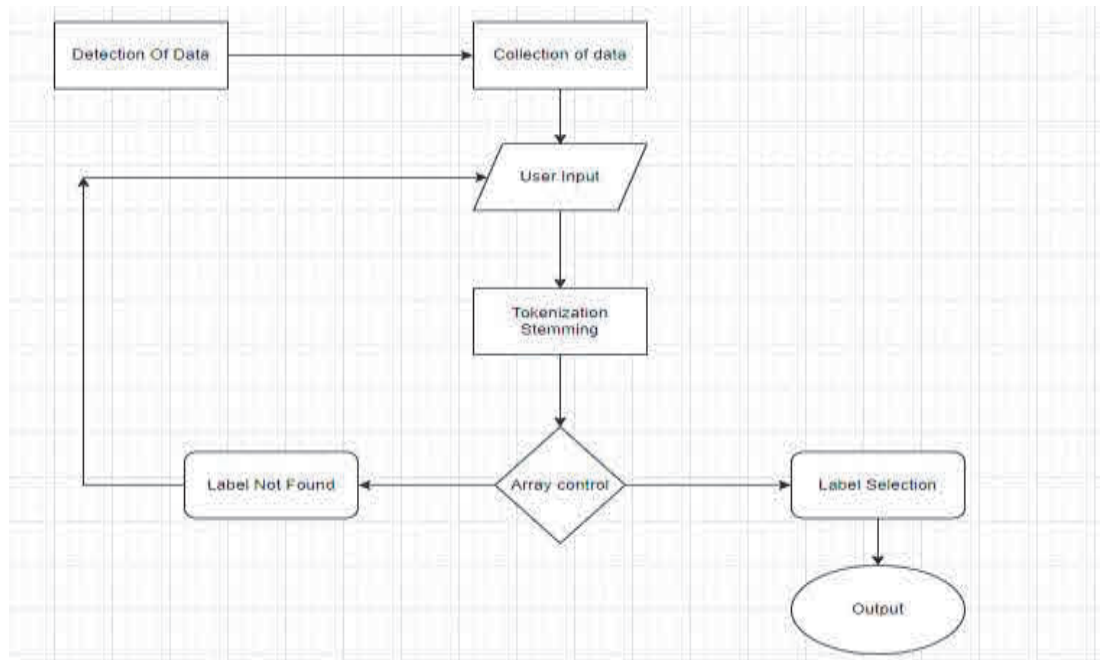 Detection Of Data
Collection of data
User Input
Tokenization
Stemming
Label Not Found
Array control
Label Selection
Output